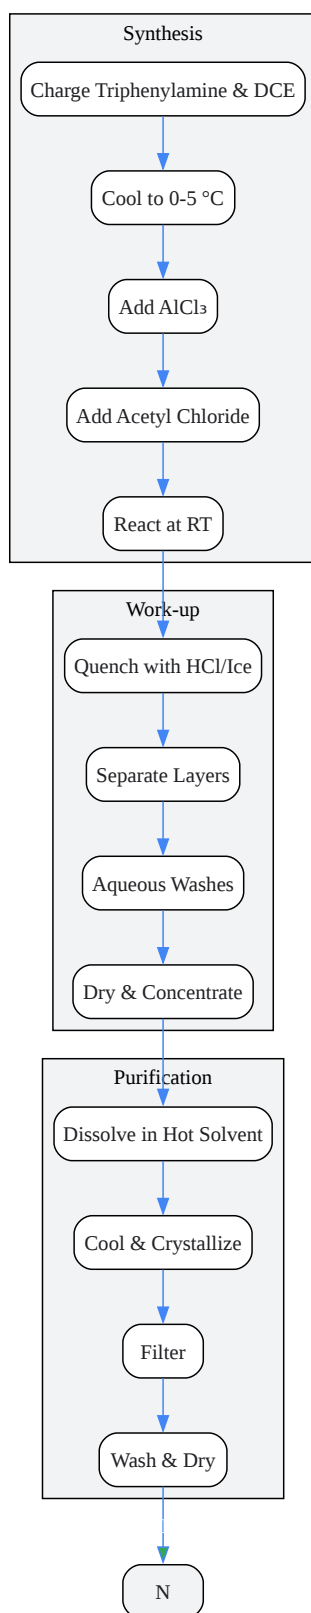 Synthesis
Charge Triphenylamine & DCE
Cool to 0-5 °C
Add AlCl₃
Add Acetyl Chloride
React at RT
Work-up
Quench with HCl/Ice
Separate Layers
Aqueous Washes
Dry & Concentrate
Purification
Dissolve in Hot Solvent
Cool & Crystallize
Filter
Wash & Dry
N